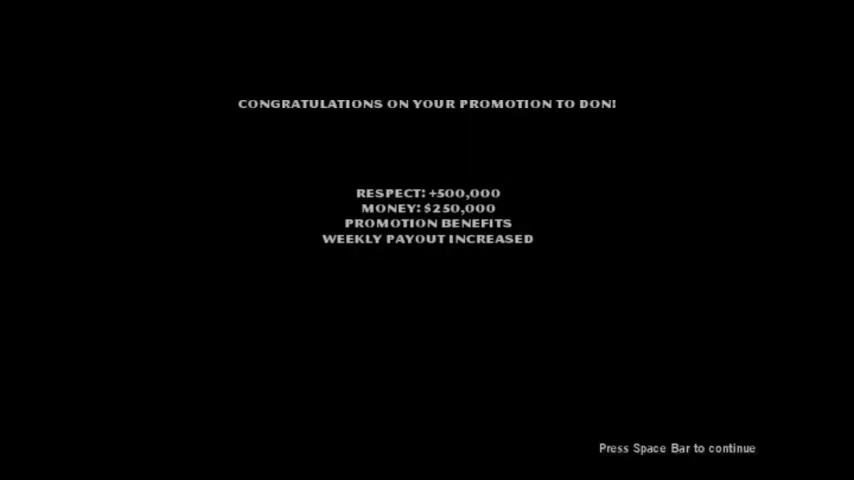 CONGRATULATIONS ON YOUR PROMOTION TO DON!
RESPECT: +500,000
MONEY: $250,000
PROMOTION BENEFITS
WEEKLY PAYOUT INCREASED
Press Space Bar to continue